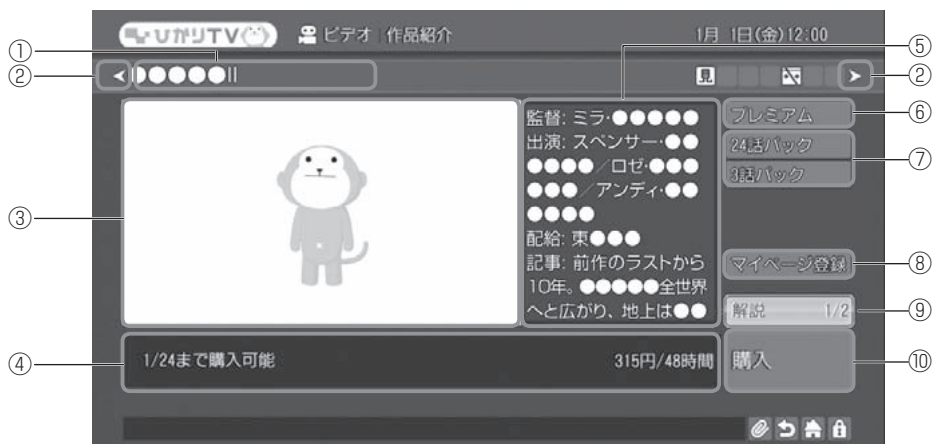 ひかりTV ビデオ 作品紹介 1月 1日(金)12:00
①
②
●●●●●II
見
②
③
④
⑤
監督: ミラ・●●●●●
出演: スペンサー・●●
●●●●／ロゼ・●●●
●●●／アンディ・●●
●●●●
配給: 東●●●
記事: 前作のラストから
10年。●●●●●全世界
へと広がり、地上は●●
⑥
プレミアム
⑦
24話パック
3話パック
⑧
マイページ登録
⑨
解説 1/2
⑩
購入
1/24まで購入可能 315円/48時間